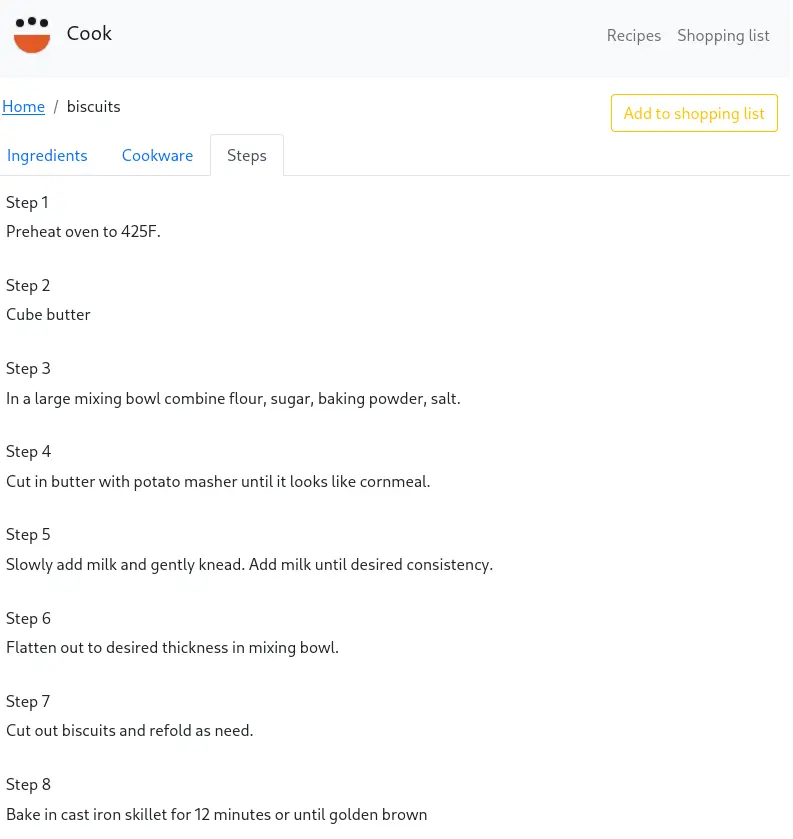 Cook
Recipes
Shopping list
Home / biscuits
Add to shopping list
Ingredients
Cookware
Steps
Step 1
Preheat oven to 425F.
Step 2
Cube butter
Step 3
In a large mixing bowl combine flour, sugar, baking powder, salt.
Step 4
Cut in butter with potato masher until it looks like cornmeal.
Step 5
Slowly add milk and gently knead. Add milk until desired consistency.
Step 6
Flatten out to desired thickness in mixing bowl.
Step 7
Cut out biscuits and refold as need.
Step 8
Bake in cast iron skillet for 12 minutes or until golden brown